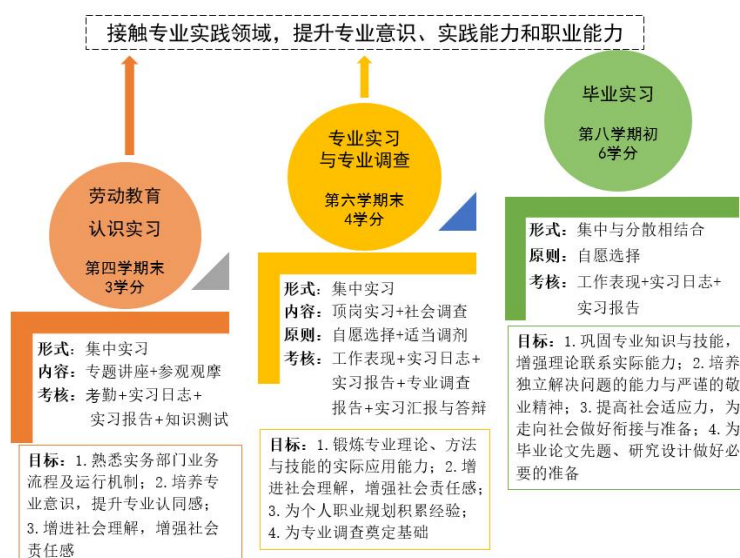 接触专业实践领域，提升专业意识、实践能力和职业能力
劳动教育
认识实习
第四学期末
3学分
形式：集中实习
内容：专题讲座+参观观摩
考核：考勤+实习日志+
实习报告+知识测试
目标：1.熟悉实务部门业务
流程及运行机制；2.培养专
业意识，提升专业认同感；
3.增进社会理解，增强社会
责任感
专业实习
与专业调查
第六学期末
4学分
形式：集中实习
内容：顶岗实习+社会调查
原则：自愿选择+适当调剂
考核：工作表现+实习日志+
实习报告+专业调查
报告+实习汇报与答辩
目标：1.锻炼专业理论、方法
与技能的实际应用能力；2.增
进社会理解，增强社会责任感；
3.为个人职业规划积累经验；
4.为专业调查奠定基础
毕业实习
第八学期初
6学分
形式：集中与分散相结合
原则：自愿选择
考核：工作表现+实习日志+
实习报告
目标：1.巩固专业知识与技能，
增强理论联系实际能力；2.培养
独立解决问题的能力与严谨的敬
业精神；3.提高社会适应力，为
走向社会做好衔接与准备；4.为
毕业论文先题、研究设计做好必
要的准备